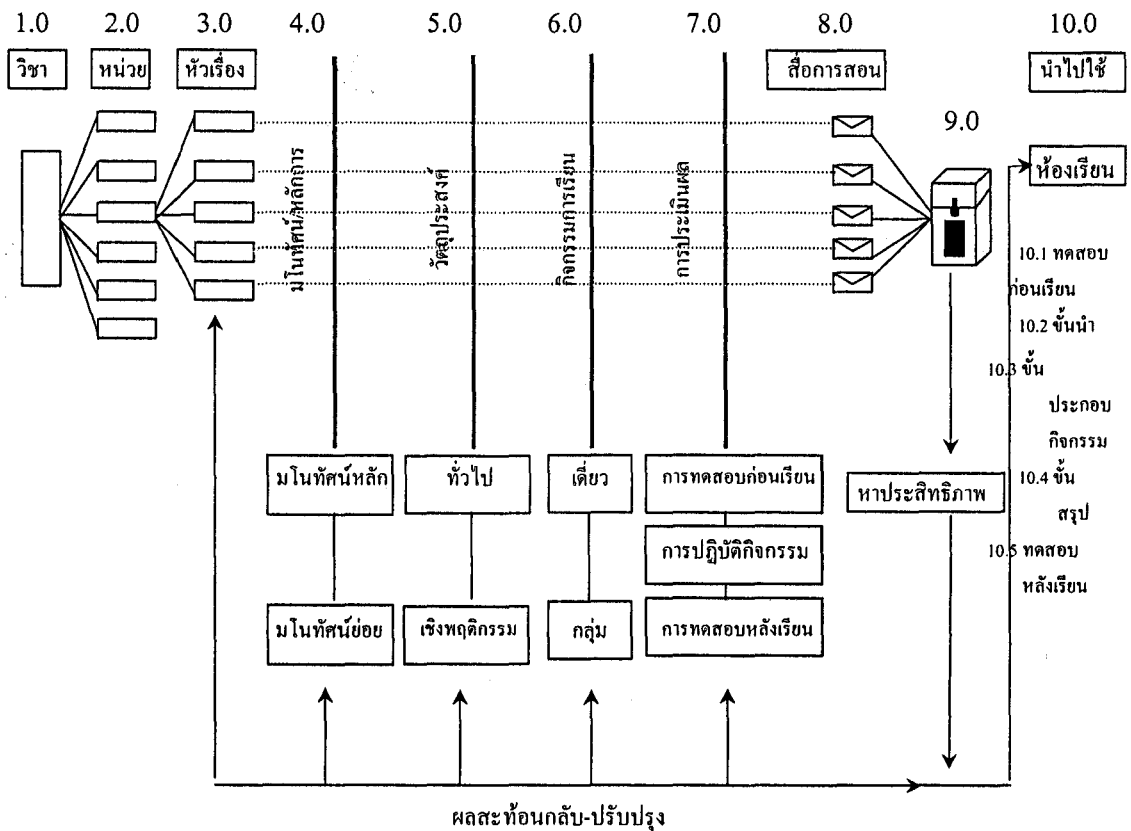 1.0 2.0 3.0 4.0 5.0 6.0 7.0 8.0 10.0
วิชา หน่วย หัวเรื่อง สื่อการสอน นำไปใช้
9.0
มโนทัศน์/หลักการ
วัตถุประสงค์
กิจกรรมการเรียน
การประเมินผล
ห้องเรียน
10.1 ทดสอบ
ก่อนเรียน
10.2 ขั้นนำ
10.3 ขั้น
ประกอบ
กิจกรรม
10.4 ขั้น
สรุป
10.5 ทดสอบ
หลังเรียน
มโนทัศน์หลัก ทั่วไป เดี่ยว การทดสอบก่อนเรียน หาประสิทธิภาพ
การปฏิบัติกิจกรรม
มโนทัศน์ย่อย เชิงพฤติกรรม กลุ่ม การทดสอบหลังเรียน
ผลสะท้อนกลับ-ปรับปรุง